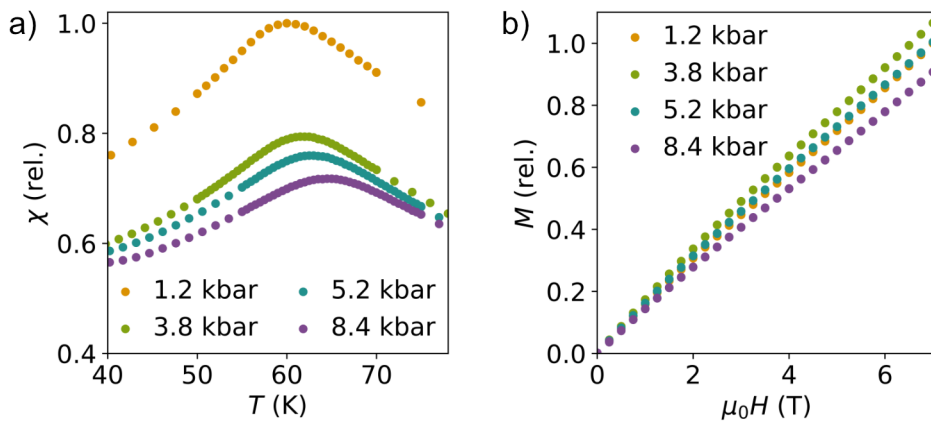 a)
χ (rel.)
1.0
0.8
0.6
0.4
1.2 kbar
3.8 kbar
5.2 kbar
8.4 kbar
40 50 60 70
T (K)
b)
M (rel.)
1.0
0.8
0.6
0.4
0.2
0.0
1.2 kbar
3.8 kbar
5.2 kbar
8.4 kbar
0 2 4 6
μ₀H (T)